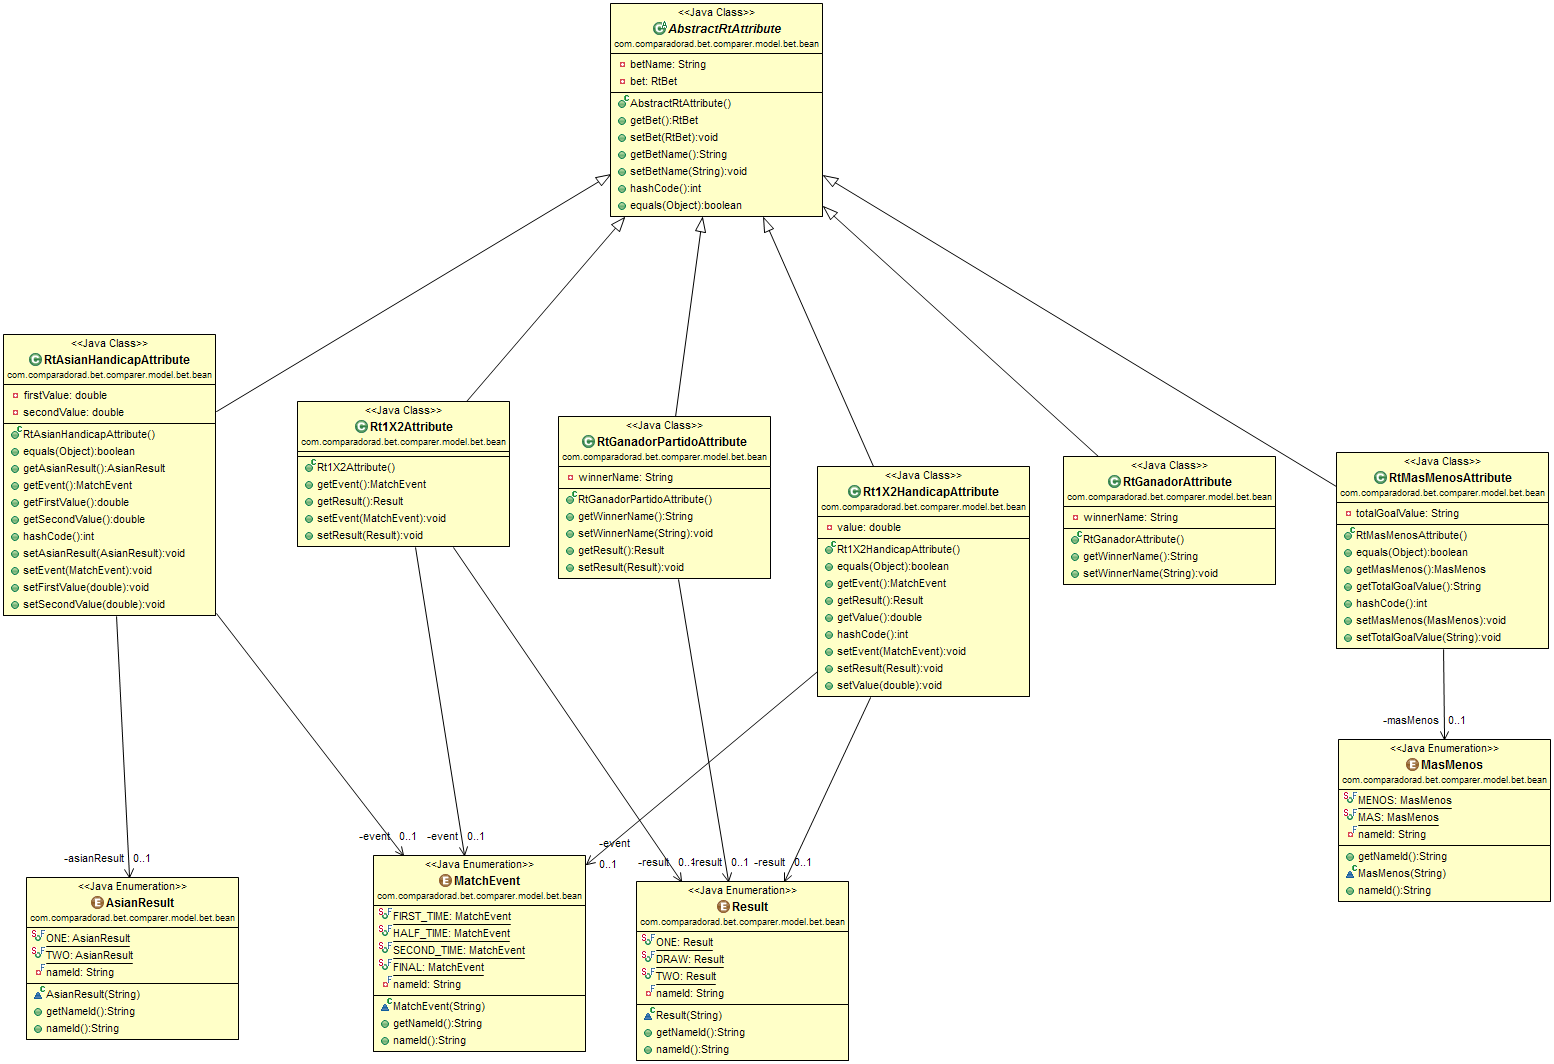 <<Java Class>>
AbstractRtAttribute
com.comparadorad.bet.comparer.model.bet.bean
betName: String
bet: RtBet
AbstractRtAttribute()
getBet():RtBet
setBet(RtBet):void
getBetName():String
setBetName(String):void
hashCode():int
equals(Object):boolean
<<Java Class>>
RtAsianHandicapAttribute
com.comparadorad.bet.comparer.model.bet.bean
firstValue: double
secondValue: double
RtAsianHandicapAttribute()
equals(Object):boolean
getAsianResult():AsianResult
getEvent():MatchEvent
getFirstValue():double
getSecondValue():double
hashCode():int
setAsianResult(AsianResult):void
setEvent(MatchEvent):void
setFirstValue(double):void
setSecondValue(double):void
<<Java Class>>
Rt1X2Attribute
com.comparadorad.bet.comparer.model.bet.bean
Rt1X2Attribute()
getEvent():MatchEvent
getResult():Result
setEvent(MatchEvent):void
setResult(Result):void
<<Java Class>>
RtGanadorPartidoAttribute
com.comparadorad.bet.comparer.model.bet.bean
winnerName: String
RtGanadorPartidoAttribute()
getWinnerName():String
setWinnerName(String):void
getResult():Result
setResult(Result):void
<<Java Class>>
Rt1X2HandicapAttribute
com.comparadorad.bet.comparer.model.bet.bean
value: double
Rt1X2HandicapAttribute()
equals(Object):boolean
getEvent():MatchEvent
getResult():Result
getValue():double
hashCode():int
setEvent(MatchEvent):void
setResult(Result):void
setValue(double):void
<<Java Class>>
RtGanadorAttribute
com.comparadorad.bet.comparer.model.bet.bean
winnerName: String
RtGanadorAttribute()
getWinnerName():String
setWinnerName(String):void
<<Java Class>>
RtMasMenosAttribute
com.comparadorad.bet.comparer.model.bet.bean
totalGoalValue: String
RtMasMenosAttribute()
equals(Object):boolean
getMasMenos():MasMenos
getTotalGoalValue():String
hashCode():int
setMasMenos(MasMenos):void
setTotalGoalValue(String):void
-masMenos 0..1
-asianResult 0..1
-event 0..1
-event 0..1
-event
0..1
-result 0..1
-result 0..1
-result 0..1
<<Java Enumeration>>
AsianResult
com.comparadorad.bet.comparer.model.bet.bean
ONE: AsianResult
TWO: AsianResult
nameId: String
AsianResult(String)
getNameId():String
nameId():String
<<Java Enumeration>>
MatchEvent
com.comparadorad.bet.comparer.model.bet.bean
FIRST_TIME: MatchEvent
HALF_TIME: MatchEvent
SECOND_TIME: MatchEvent
FINAL: MatchEvent
nameId: String
MatchEvent(String)
getNameId():String
nameId():String
<<Java Enumeration>>
Result
com.comparadorad.bet.comparer.model.bet.bean
ONE: Result
DRAW: Result
TWO: Result
nameId: String
Result(String)
getNameId():String
nameId():String
<<Java Enumeration>>
MasMenos
com.comparadorad.bet.comparer.model.bet.bean
MENOS: MasMenos
MAS: MasMenos
nameId: String
getNameId():String
MasMenos(String)
nameId():String